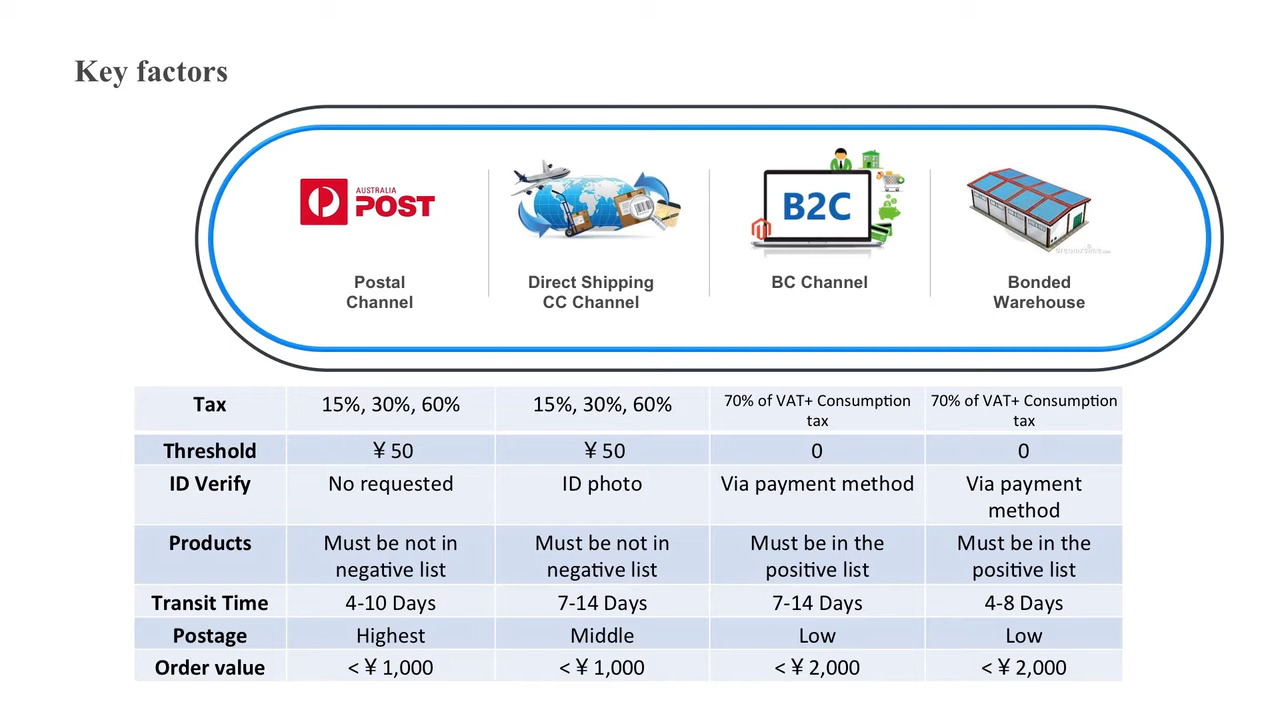 Key factors
AUSTRALIA
POST
B2C
Postal
Channel
Direct Shipping
CC Channel
BC Channel
Bonded
Warehouse
Tax
15%, 30%, 60%
15%, 30%, 60%
70% of VAT+ Consumption
tax
70% of VAT+ Consumption
tax
Threshold
¥ 50
¥ 50
0
0
ID Verify
No requested
ID photo
Via payment method
Via payment
method
Products
Must be not in
negative list
Must be not in
negative list
Must be in the
positive list
Must be in the
positive list
Transit Time
4-10 Days
7-14 Days
7-14 Days
4-8 Days
Postage
Highest
Middle
Low
Low
Order value
< ¥ 1,000
< ¥ 1,000
< ¥ 2,000
< ¥ 2,000